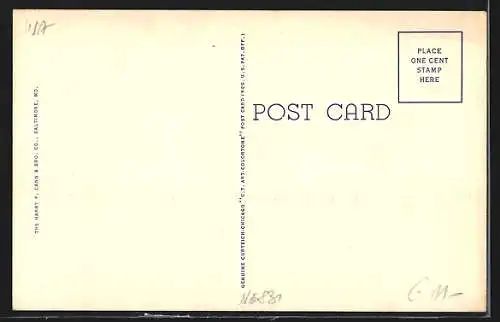 THE HARRY P. CANN & BRO. CO., BALTIMORE, MD.
GENUINE CURTEICH-CHICAGO "C.T. ART-COLORTONE" POST CARD (REG. U.S. PAT. OFF.)
POST CARD
PLACE
ONE CENT
STAMP
HERE